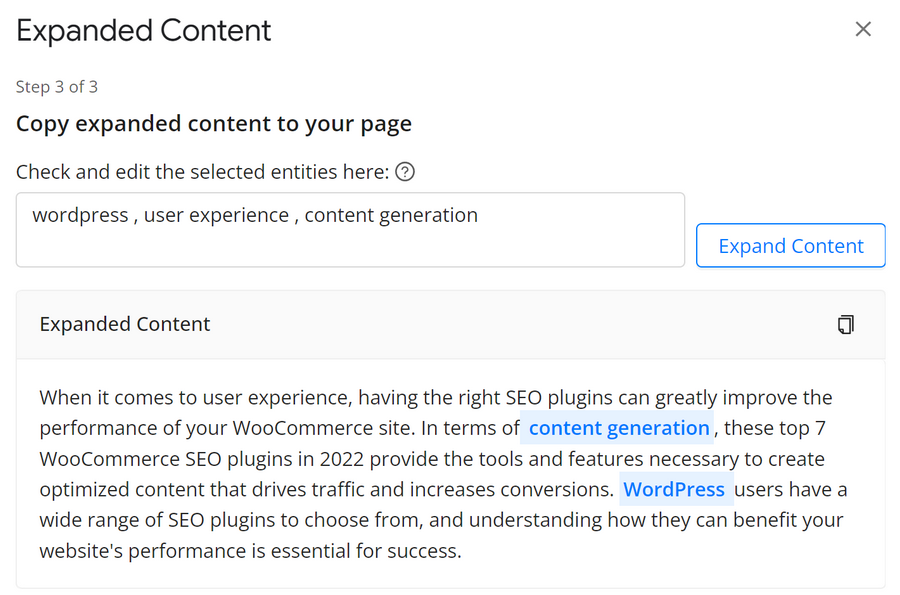 Expanded Content
Step 3 of 3
Copy expanded content to your page
Check and edit the selected entities here: ?
wordpress , user experience , content generation
Expand Content
Expanded Content
When it comes to user experience, having the right SEO plugins can greatly improve the
performance of your WooCommerce site. In terms of content generation, these top 7
WooCommerce SEO plugins in 2022 provide the tools and features necessary to create
optimized content that drives traffic and increases conversions. WordPress users have a
wide range of SEO plugins to choose from, and understanding how they can benefit your
website's performance is essential for success.